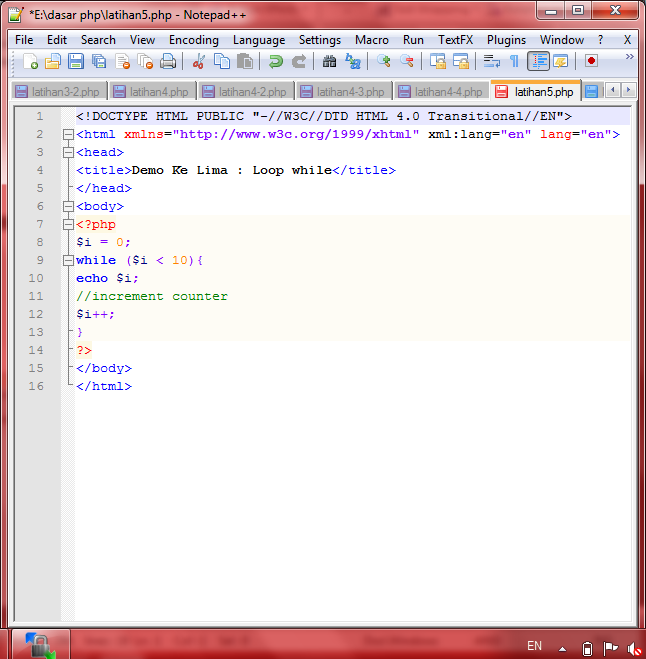 *E:\dasar php\latihan5.php - Notepad++
File Edit Search View Encoding Language Settings Macro Run TextFX Plugins Window ? X
latihan3-2.php latihan4.php latihan4-2.php latihan4-3.php latihan4-4.php latihan5.php
1 <!DOCTYPE HTML PUBLIC "-//W3C//DTD HTML 4.0 Transitional//EN">
2 <html xmlns="http://www.w3c.org/1999/xhtml" xml:lang="en" lang="en">
3 <head>
4 <title>Demo Ke Lima : Loop while</title>
5 </head>
6 <body>
7 <?php
8 $i = 0;
9 while ($i < 10){
10 echo $i;
11 //increment counter
12 $i++;
13 }
14 ?>
15 </body>
16 </html>
EN